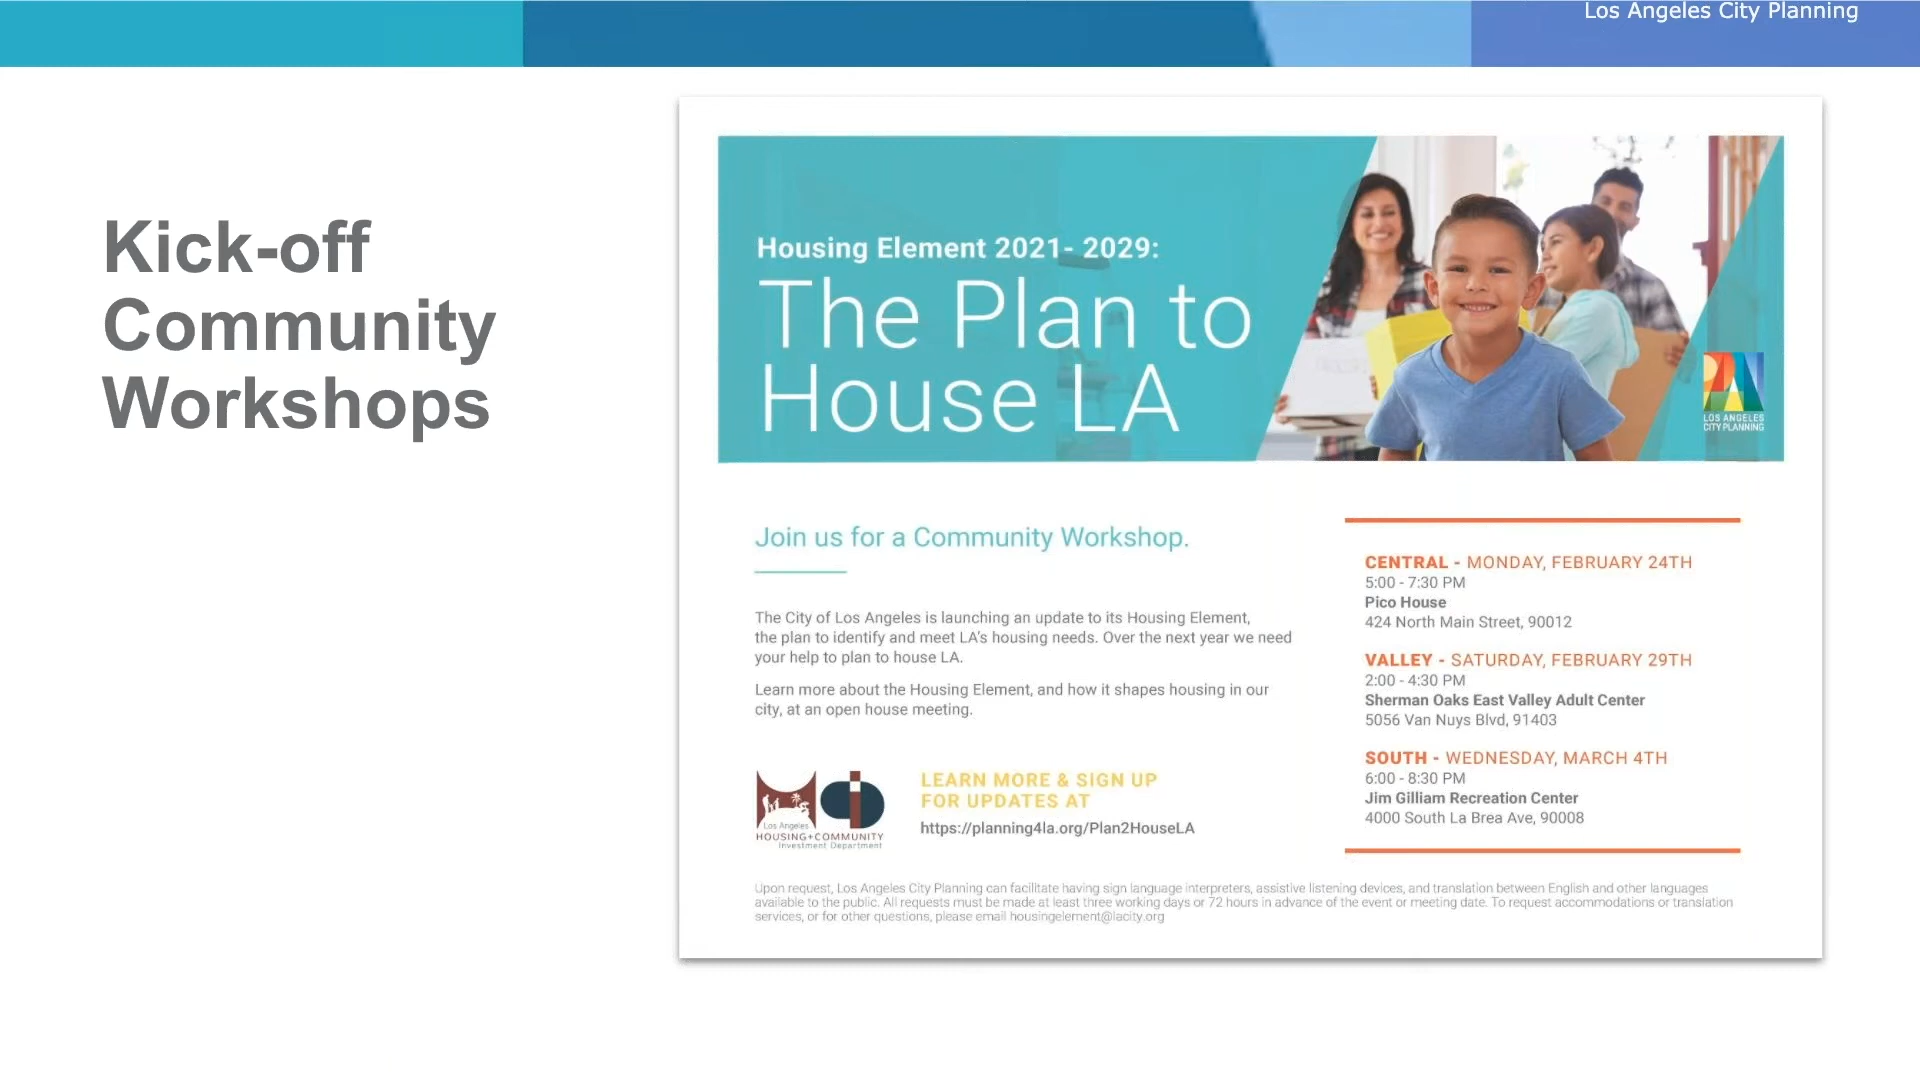 Los Angeles City Planning
Kick-off
Community
Workshops
Housing Element 2021- 2029:
The Plan to
House LA
LOS ANGELES
CITY PLANNING
Join us for a Community Workshop.
The City of Los Angeles is launching an update to its Housing Element,
the plan to identify and meet LA's housing needs. Over the next year we need
your help to plan to house LA.
Learn more about the Housing Element, and how it shapes housing in our
city, at an open house meeting.
Los Angeles
HOUSING+COMMUNITY
Investment Department
LEARN MORE & SIGN UP
FOR UPDATES AT
https://planning4la.org/Plan2HouseLA
CENTRAL - MONDAY, FEBRUARY 24TH
5:00 - 7:30 PM
Pico House
424 North Main Street, 90012
VALLEY - SATURDAY, FEBRUARY 29TH
2:00 - 4:30 PM
Sherman Oaks East Valley Adult Center
5056 Van Nuys Blvd, 91403
SOUTH - WEDNESDAY, MARCH 4TH
6:00 - 8:30 PM
Jim Gilliam Recreation Center
4000 South La Brea Ave, 90008
Upon request, Los Angeles City Planning can facilitate having sign language interpreters, assistive listening devices, and translation between English and other languages
available to the public. All requests must be made at least three working days or 72 hours in advance of the event or meeting date. To request accommodations or translation
services, or for other questions, please email housingelement@lacity.org